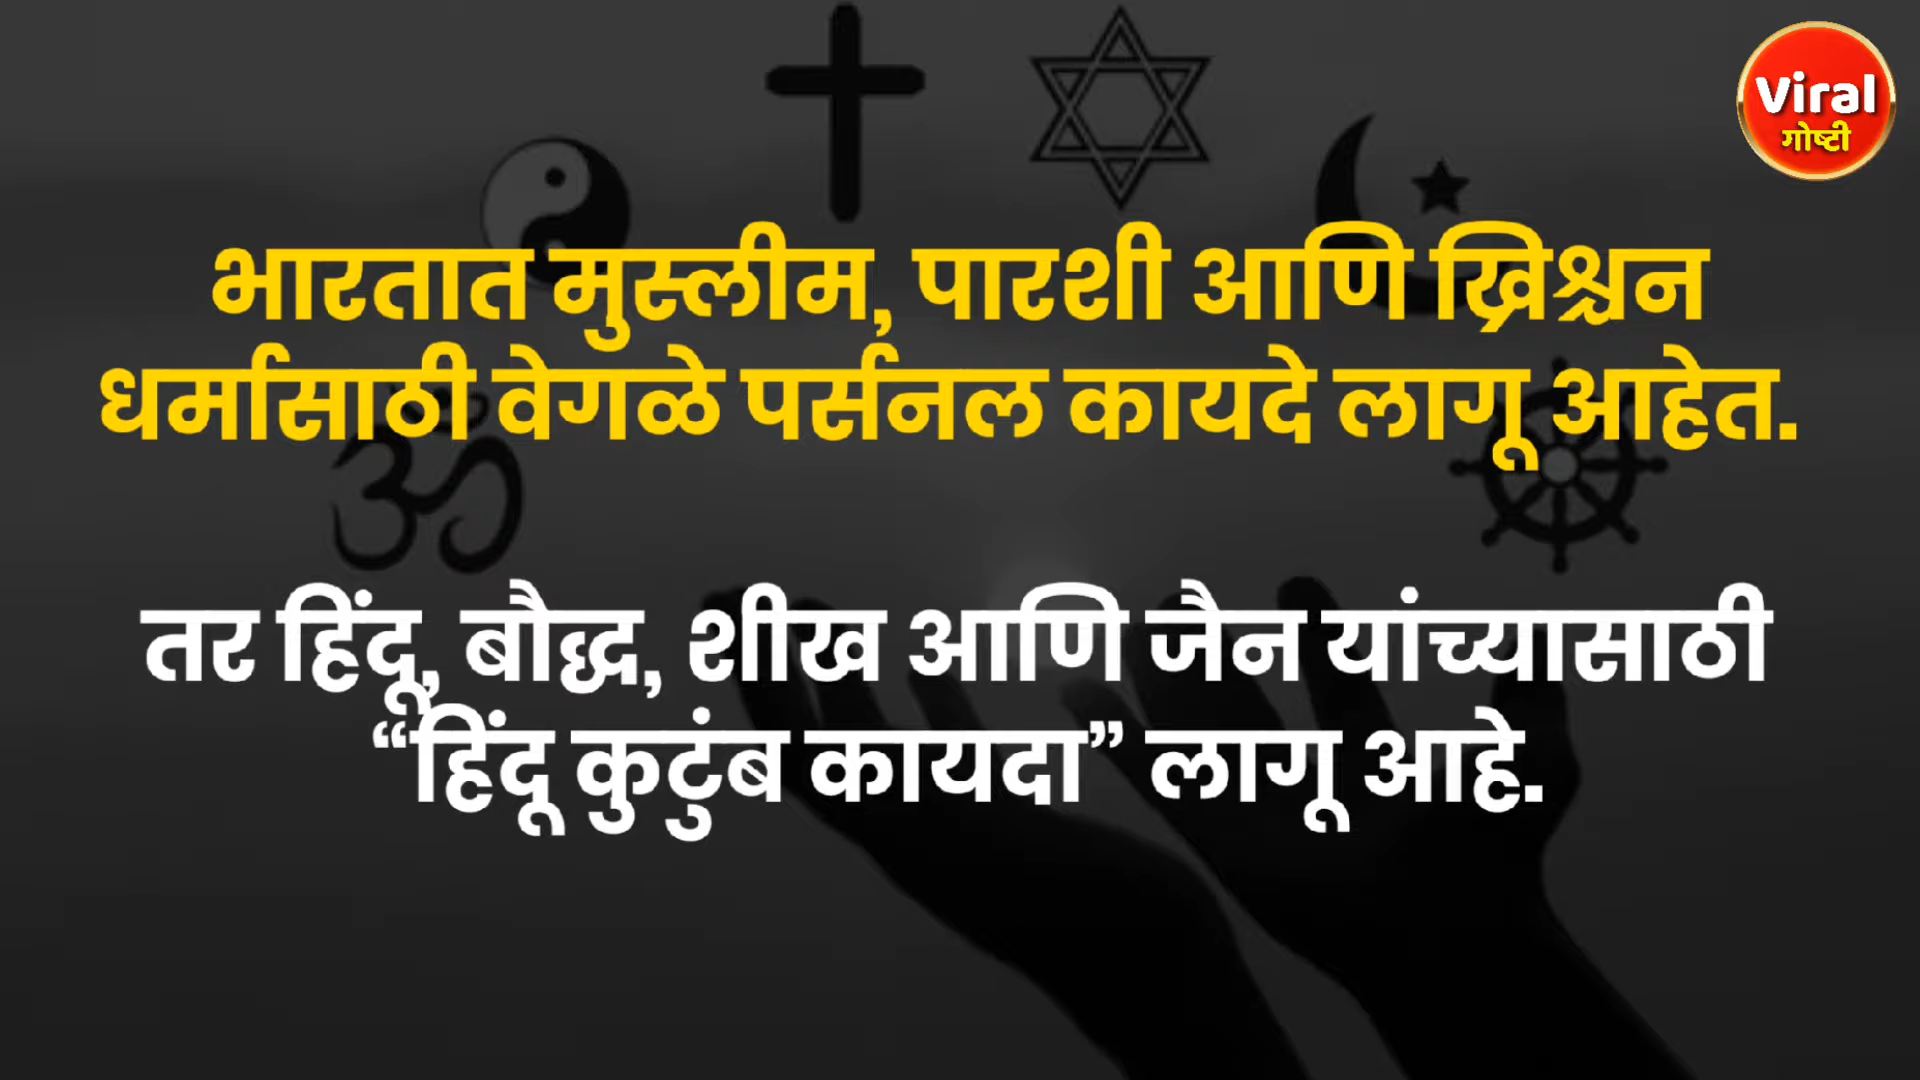 Viral
गोष्टी
भारतात मुस्लीम, पारशी आणि ख्रिश्चन
धर्मासाठी वेगळे पर्सनल कायदे लागू आहेत.
तर हिंदू, बौद्ध, शीख आणि जैन यांच्यासाठी
“हिंदू कुटुंब कायदा” लागू आहे.